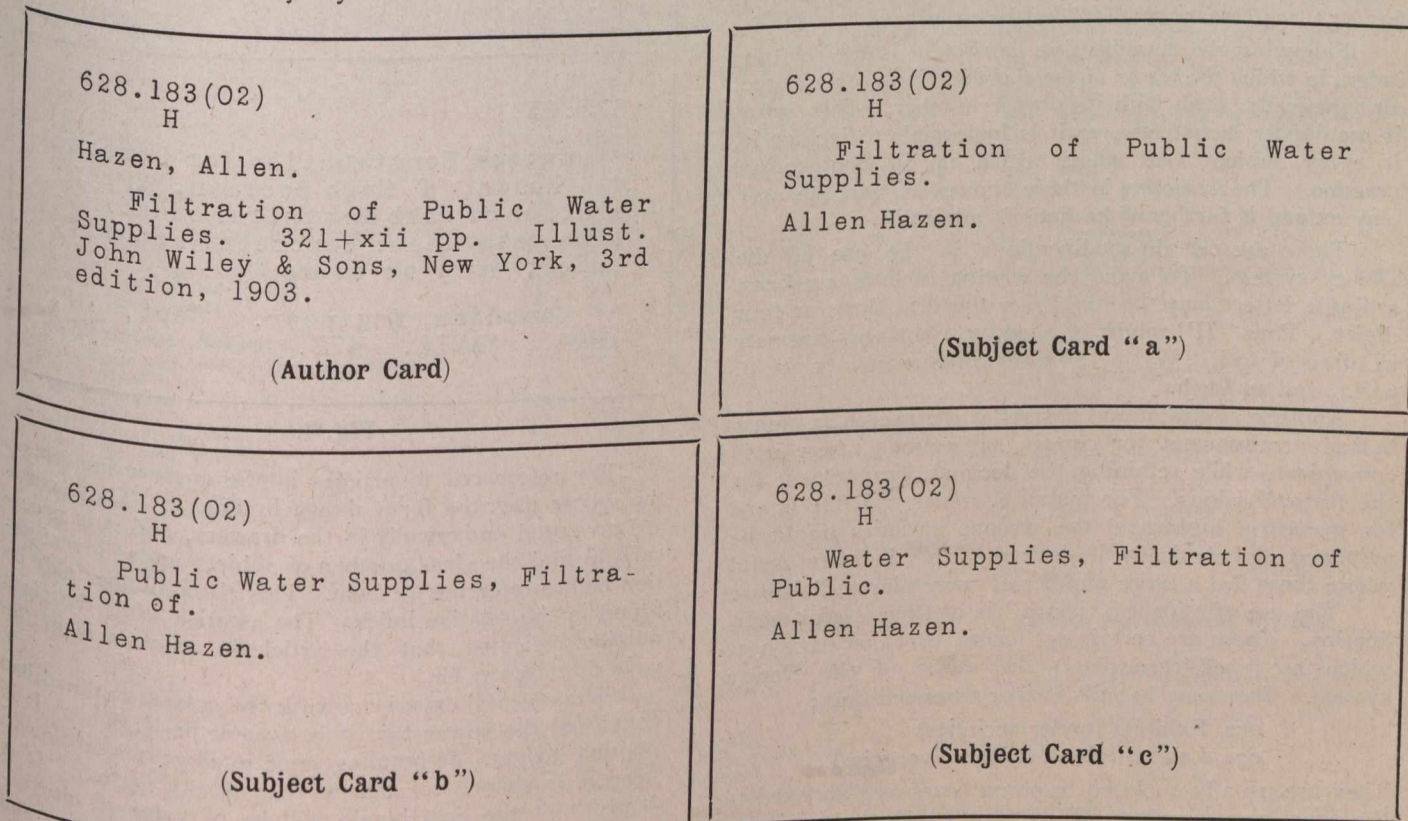 628.183(02)
H
Hazen, Allen.
Filtration of Public Water
Supplies. 321+xii pp. Illust.
John Wiley & Sons, New York, 3rd
edition, 1903.
(Author Card)
628.183(02)
H
Filtration of Public Water
Supplies.
Allen Hazen.
(Subject Card "a")
628.183(02)
H
Public Water Supplies, Filtra-
tion of.
Allen Hazen.
(Subject Card "b")
628.183(02)
H
Water Supplies, Filtration of
Public.
Allen Hazen.
(Subject Card "c")